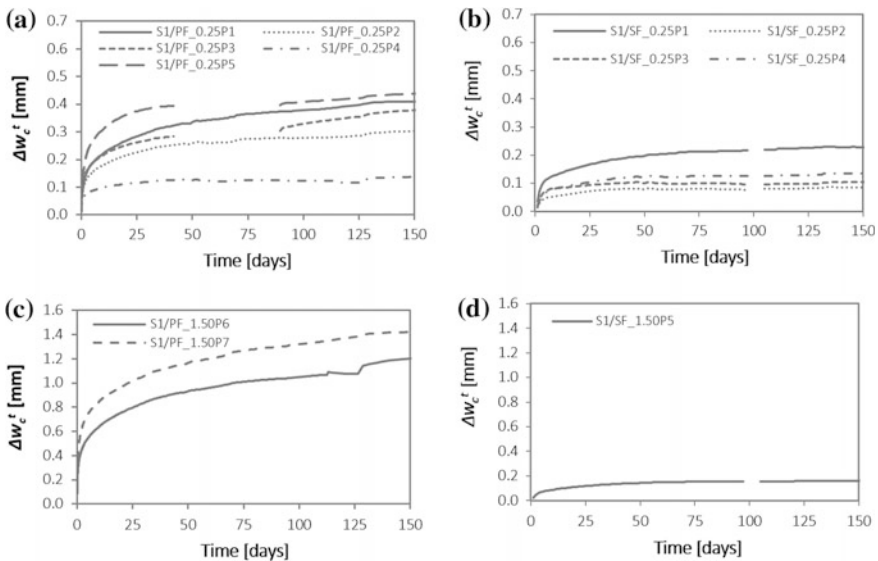 (a)
S1/PF_0.25P1 S1/PF_0.25P2
S1/PF_0.25P3 S1/PF_0.25P4
S1/PF_0.25P5
Δw_c^t [mm]
0.7
0.6
0.5
0.4
0.3
0.2
0.1
0.0
0 25 50 75 100 125 150
Time [days]
(b)
S1/SF_0.25P1 S1/SF_0.25P2
S1/SF_0.25P3 S1/SF_0.25P4
Δw_c^t [mm]
0.7
0.6
0.5
0.4
0.3
0.2
0.1
0.0
0 25 50 75 100 125 150
Time [days]
(c)
S1/PF_1.50P6
S1/PF_1.50P7
Δw_c^t [mm]
1.6
1.4
1.2
1.0
0.8
0.6
0.4
0.2
0.0
0 25 50 75 100 125 150
Time [days]
(d)
S1/SF_1.50P5
Δw_c^t [mm]
1.6
1.4
1.2
1.0
0.8
0.6
0.4
0.2
0.0
0 25 50 75 100 125 150
Time [days]